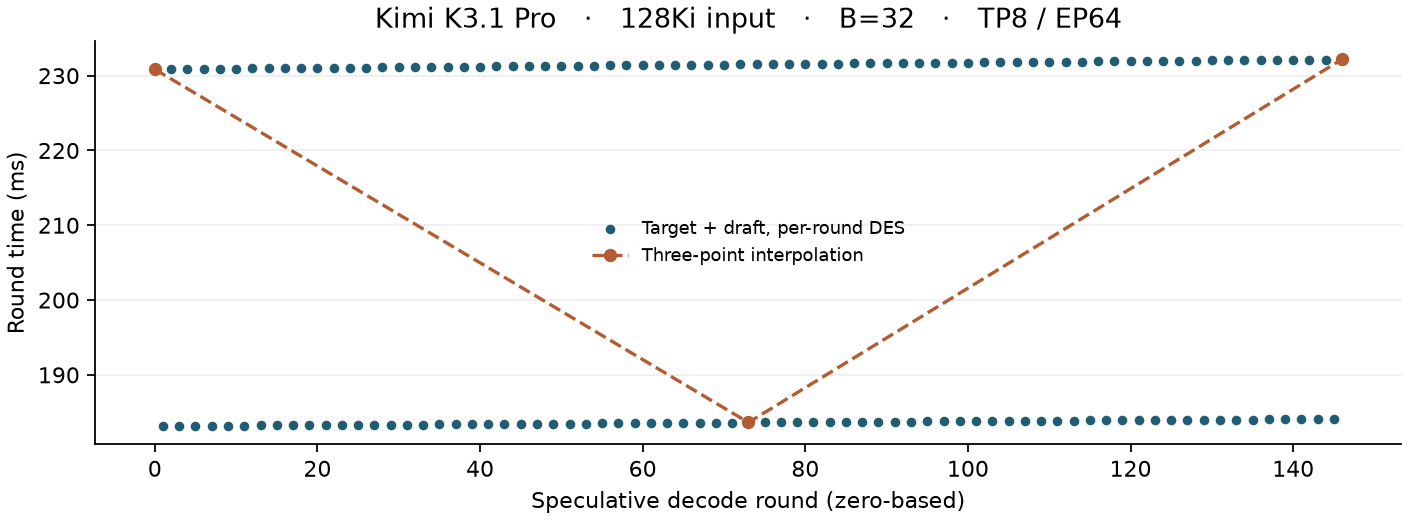 Kimi K3.1 Pro · 128Ki input · B=32 · TP8 / EP64
Round time (ms)
230
220
210
200
190
Target + draft, per-round DES
Three-point interpolation
0 20 40 60 80 100 120 140
Speculative decode round (zero-based)